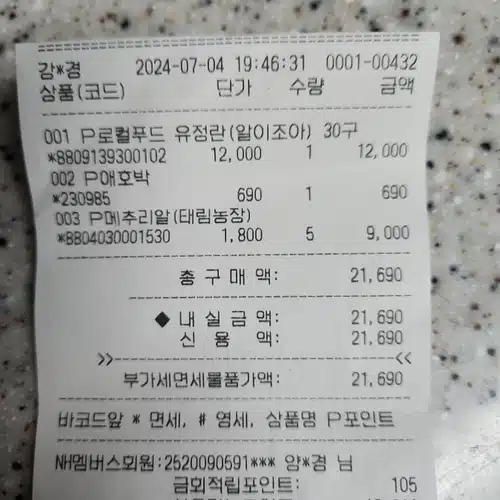 강*경 2024-07-04 19:46:31 0001-00432
상품(코드) 단가 수량 금액
001 P로컬푸드 유정란(알이조아) 30구
*8809139300102 12,000 1 12,000
002 P애호박
*230985 690 1 690
003 P메추리알(태림농장)
*8804030001530 1,800 5 9,000
총 구 매 액: 21,690
◆ 내 실 금 액: 21,690
신 용 액: 21,690
부가세면세물품가액: 21,690
바코드앞 * 면세, # 영세, 상품명 P포인트
NH멤버스회원:2520090591*** 양*경 님
금회적립포인트: 105